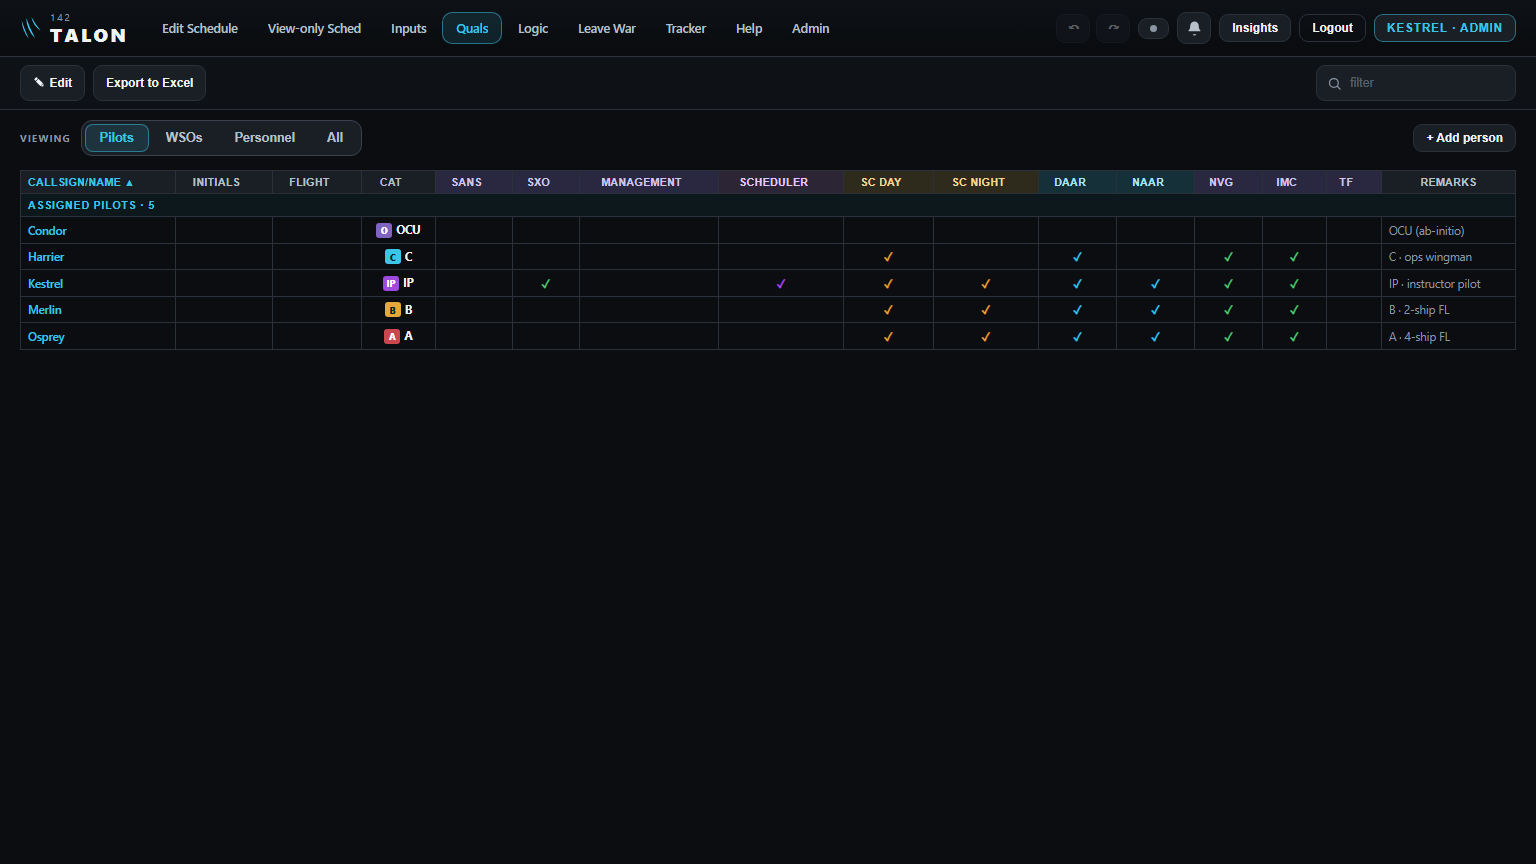 142
TALON
Edit Schedule View-only Sched Inputs Quals Logic Leave War Tracker Help Admin Insights Logout KESTREL · ADMIN
✎ Edit Export to Excel filter
VIEWING Pilots WSOs Personnel All + Add person
CALLSIGN/NAME ▲ INITIALS FLIGHT CAT SANS SXO MANAGEMENT SCHEDULER SC DAY SC NIGHT DAAR NAAR NVG IMC TF REMARKS
ASSIGNED PILOTS · 5
Condor O OCU OCU (ab-initio)
Harrier C C ✓ ✓ ✓ ✓ C · ops wingman
Kestrel IP IP ✓ ✓ ✓ ✓ ✓ ✓ ✓ ✓ IP · instructor pilot
Merlin B B ✓ ✓ ✓ ✓ ✓ ✓ B · 2-ship FL
Osprey A A ✓ ✓ ✓ ✓ ✓ ✓ A · 4-ship FL